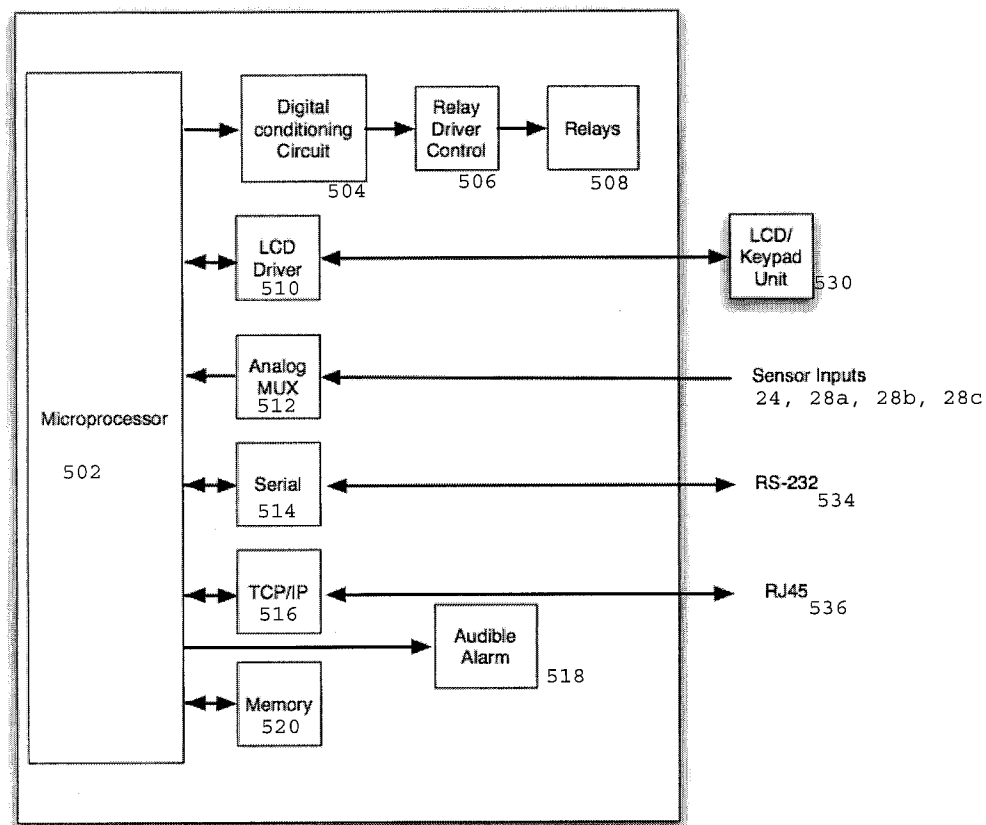 Digital
conditioning
Circuit
504
Relay
Driver
Control
506
Relays
508
LCD
Driver
510
LCD/
Keypad
Unit
530
Analog
MUX
512
Sensor Inputs
24, 28a, 28b, 28c
Microprocessor
502
Serial
514
RS-232
534
TCP/IP
516
RJ45
536
Audible
Alarm
518
Memory
520